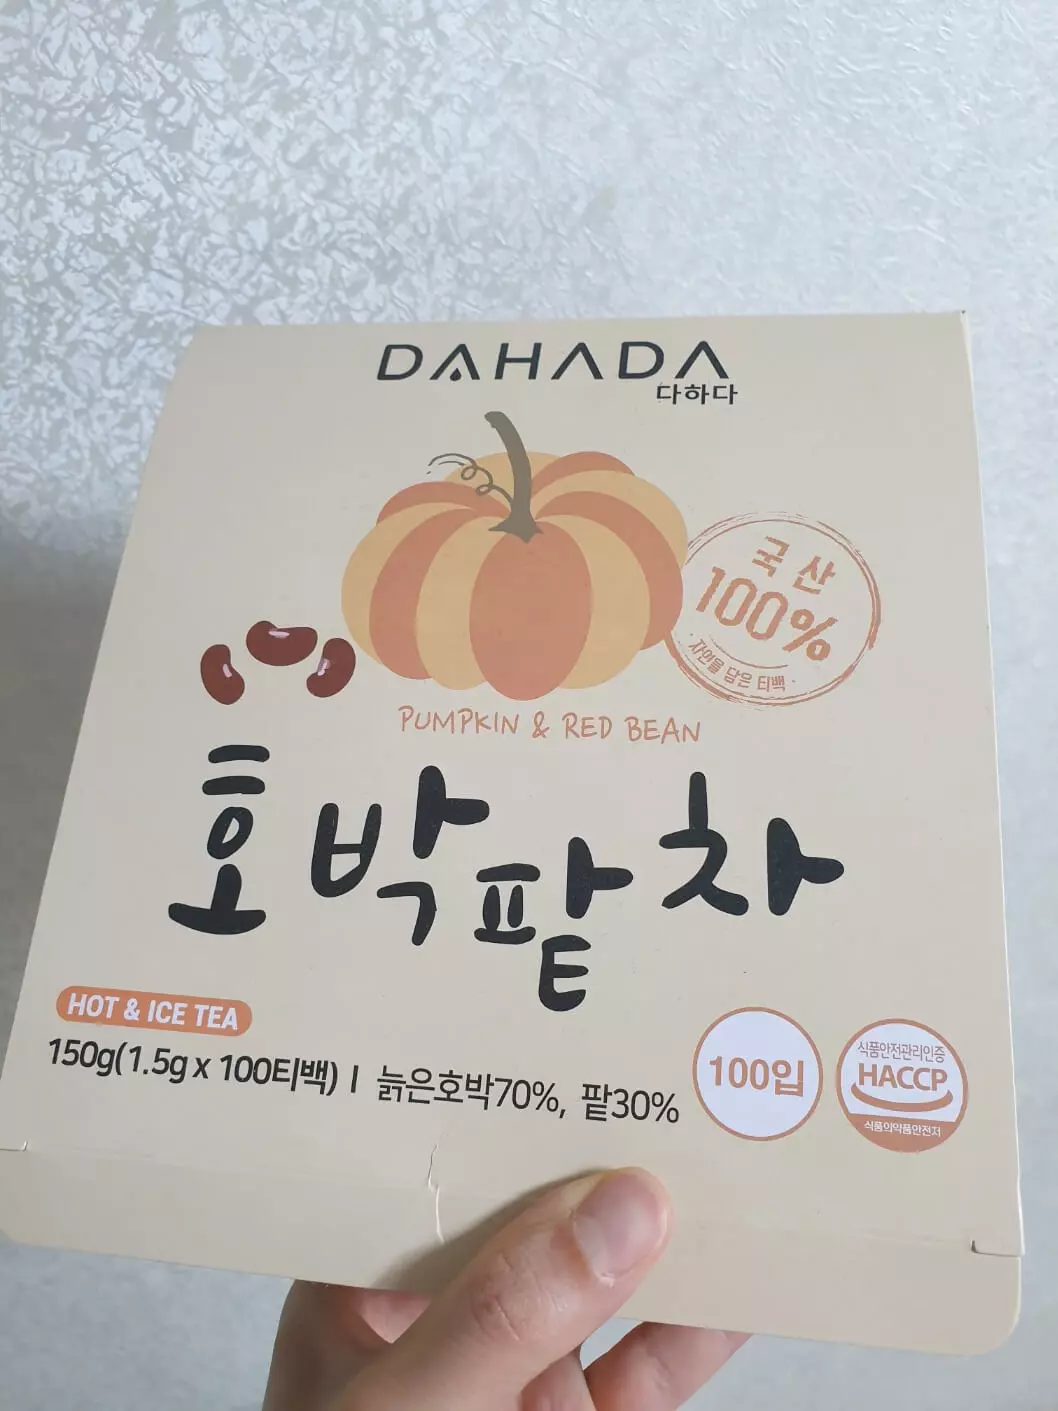 DAHADA
다하다
국산
100%
· 자연을 담은 티백 ·
PUMPKIN & RED BEAN
호박팥차
HOT & ICE TEA
150g(1.5g x 100티백) I 늙은호박70%, 팥30%
100입
식품안전관리인증
HACCP
식품의약품안전처